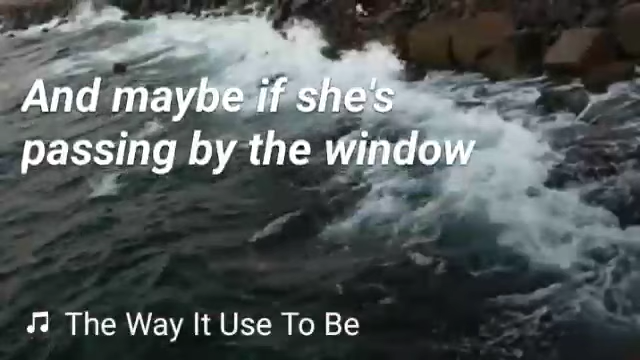 And maybe if she's
passing by the window
♫ The Way It Use To Be